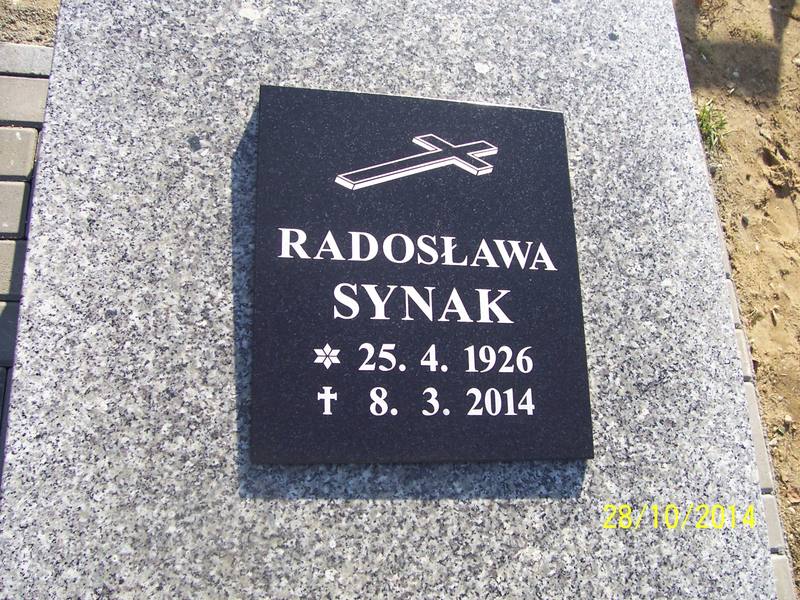 RADOSŁAWA
SYNAK
✲ 25. 4. 1926
✝ 8. 3. 2014
28/10/2014